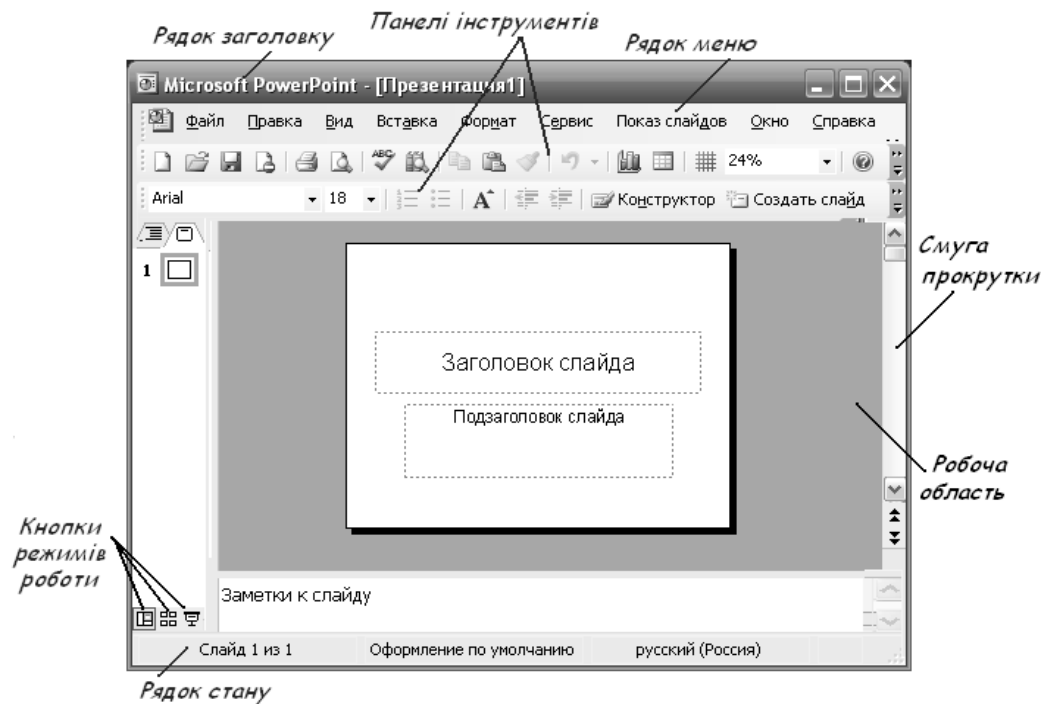 Панелі інструментів
Рядок заголовку
Рядок меню
Microsoft PowerPoint - [Презентация1]
Файл Правка Вид Вставка Формат Сервис Показ слайдов Окно Справка
ABC 24%
Arial 18 Конструктор Создать слайд
1
Заголовок слайда
Подзаголовок слайда
Смуга
прокрутки
Робоча
область
Кнопки
режимів
роботи
Заметки к слайду
Слайд 1 из 1 Оформление по умолчанию русский (Россия)
Рядок стану